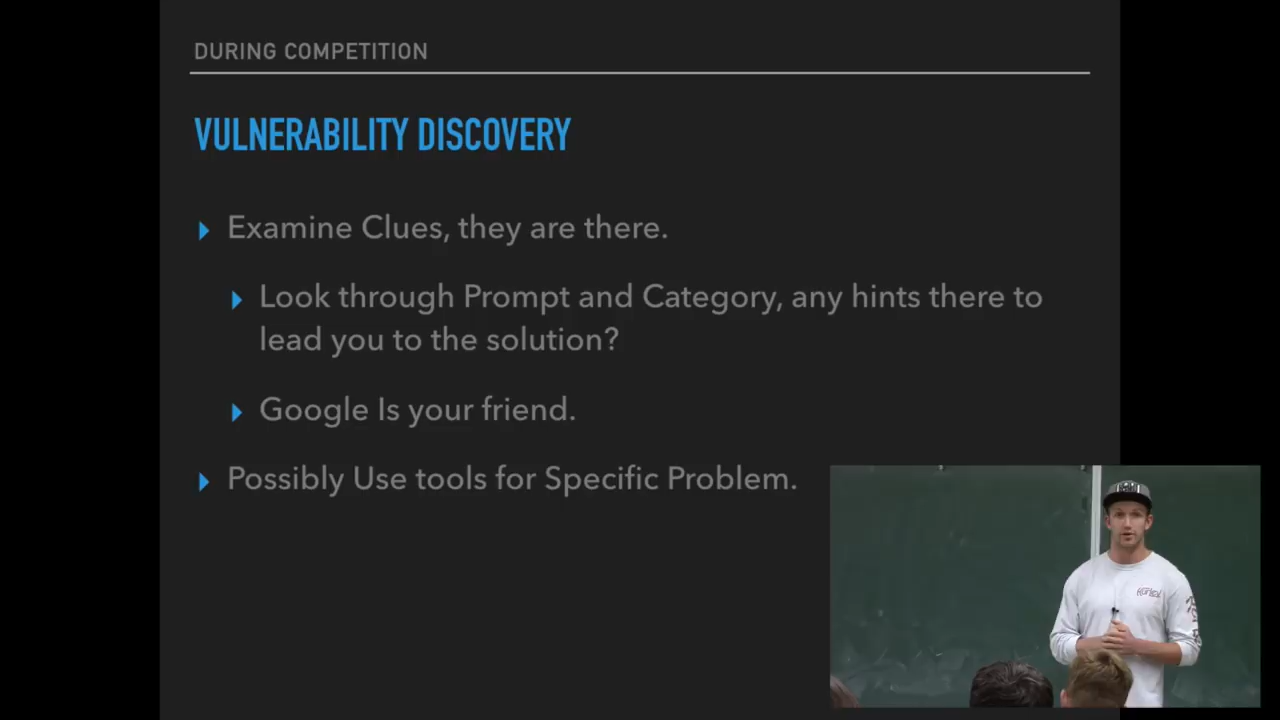 DURING COMPETITION
VULNERABILITY DISCOVERY
Examine Clues, they are there.
Look through Prompt and Category, any hints there to
lead you to the solution?
Google Is your friend.
Possibly Use tools for Specific Problem.
Hurley